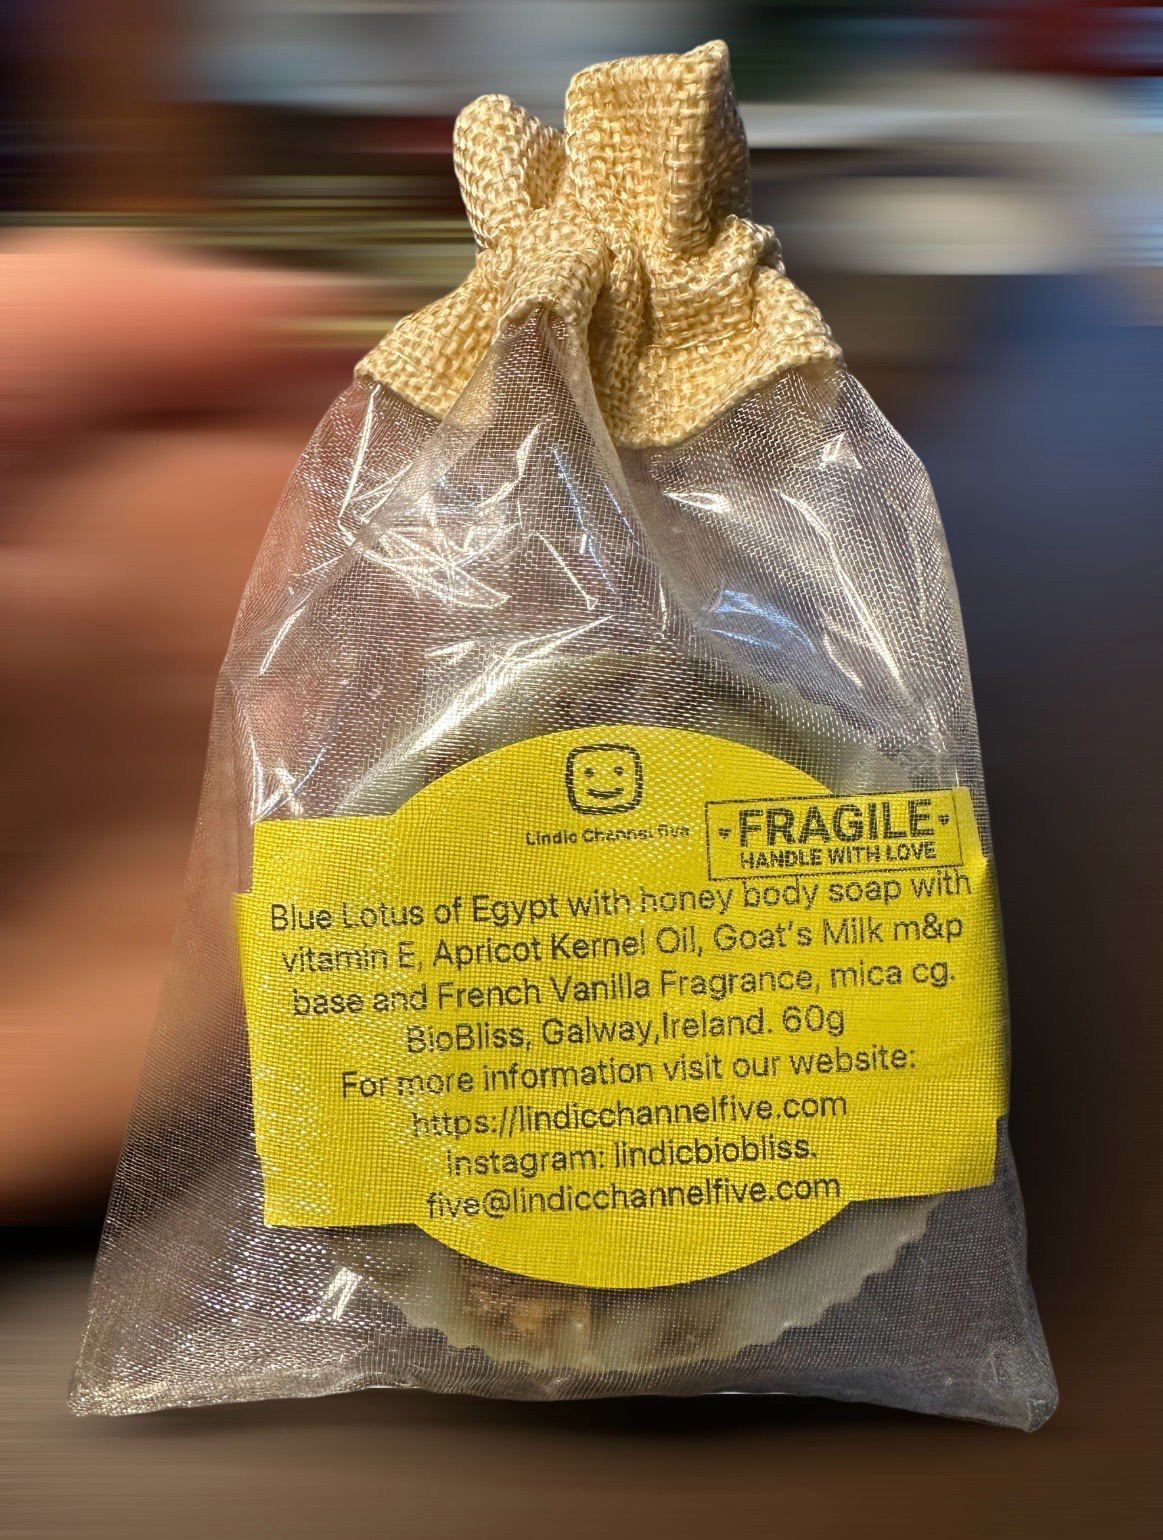 Lindic Channel five
FRAGILE
HANDLE WITH LOVE
Blue Lotus of Egypt with honey body soap with
vitamin E, Apricot Kernel Oil, Goat's Milk m&p
base and French Vanilla Fragrance, mica cg.
BioBliss, Galway,Ireland. 60g
For more information visit our website:
https://lindicchannelfive.com
Instagram: lindicbiobliss.
five@lindicchannelfive.com